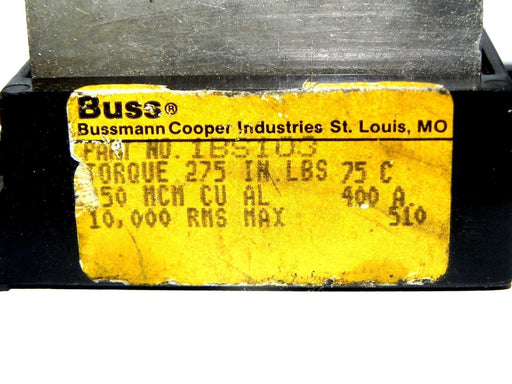 Buss®
Bussmann Cooper Industries St. Louis, MO
PART NO. 1BS103
TORQUE 275 IN.LBS 75 C
350 MCM CU AL 400 A.
10,000 RMS MAX 510